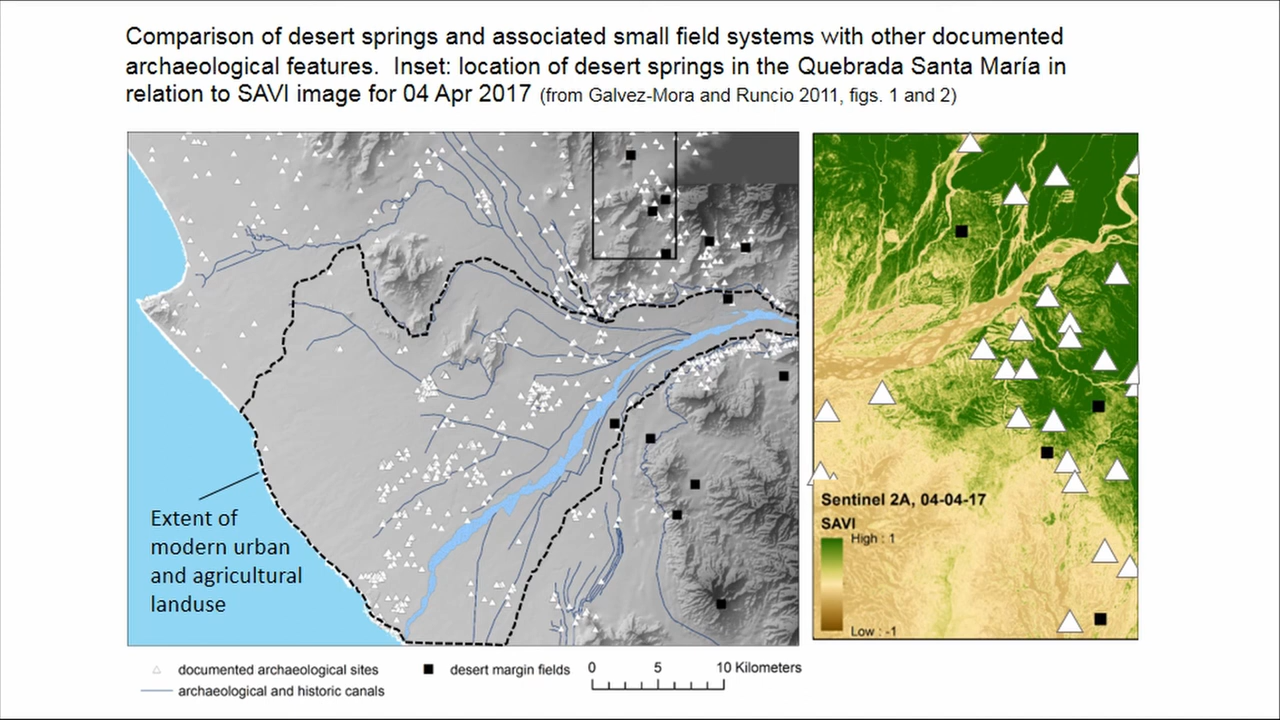 Comparison of desert springs and associated small field systems with other documented
archaeological features.  Inset: location of desert springs in the Quebrada Santa María in
relation to SAVI image for 04 Apr 2017 (from Galvez-Mora and Runcio 2011, figs. 1 and 2)
Extent of
modern urban
and agricultural
landuse
Sentinel 2A, 04-04-17
SAVI
High : 1
Low : -1
documented archaeological sites
desert margin fields
0 5 10 Kilometers
archaeological and historic canals